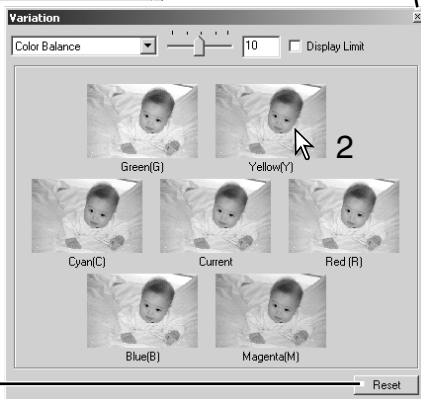 Variation
Color Balance 10 Display Limit
Green(G) Yellow(Y) 2
Cyan(C) Current Red (R)
Blue(B) Magenta(M)
Reset